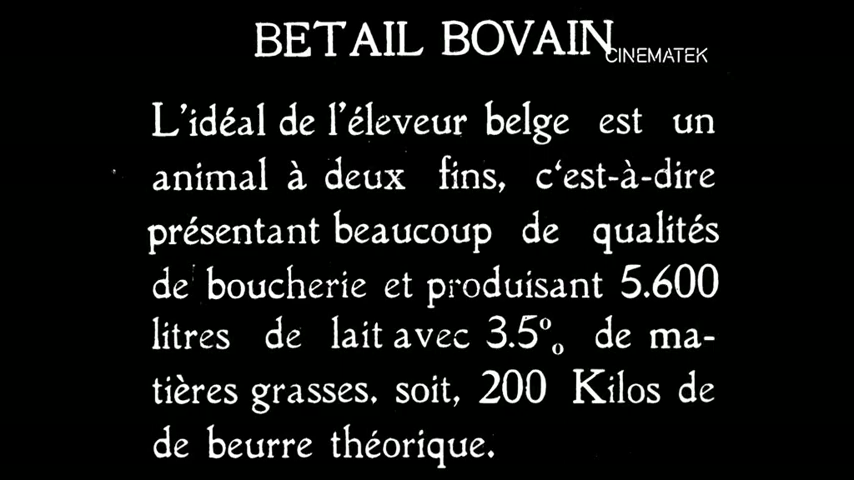 BETAIL BOVAIN
CINEMATEK
L'idéal de l'éleveur belge est un
animal à deux fins, c'est-à-dire
présentant beaucoup de qualités
de boucherie et produisant 5.600
litres de lait avec 3.5% de ma-
tières grasses. soit, 200 Kilos de
de beurre théorique.